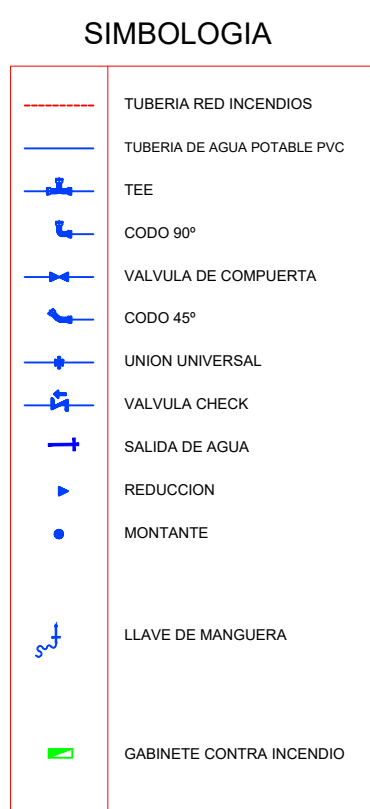 SIMBOLOGIA
TUBERIA RED INCENDIOS
TUBERIA DE AGUA POTABLE PVC
TEE
CODO 90º
VALVULA DE COMPUERTA
CODO 45º
UNION UNIVERSAL
VALVULA CHECK
SALIDA DE AGUA
REDUCCION
MONTANTE
LLAVE DE MANGUERA
GABINETE CONTRA INCENDIO